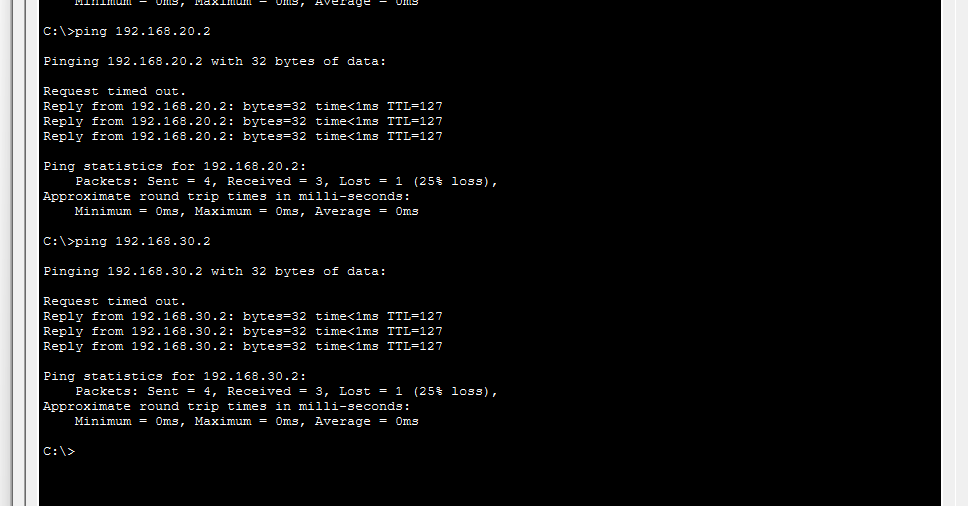 Minimum = 0ms, Maximum = 0ms, Average = 0ms
C:\>ping 192.168.20.2
Pinging 192.168.20.2 with 32 bytes of data:
Request timed out.
Reply from 192.168.20.2: bytes=32 time<1ms TTL=127
Reply from 192.168.20.2: bytes=32 time<1ms TTL=127
Reply from 192.168.20.2: bytes=32 time<1ms TTL=127
Ping statistics for 192.168.20.2:
Packets: Sent = 4, Received = 3, Lost = 1 (25% loss),
Approximate round trip times in milli-seconds:
Minimum = 0ms, Maximum = 0ms, Average = 0ms
C:\>ping 192.168.30.2
Pinging 192.168.30.2 with 32 bytes of data:
Request timed out.
Reply from 192.168.30.2: bytes=32 time<1ms TTL=127
Reply from 192.168.30.2: bytes=32 time<1ms TTL=127
Reply from 192.168.30.2: bytes=32 time<1ms TTL=127
Ping statistics for 192.168.30.2:
Packets: Sent = 4, Received = 3, Lost = 1 (25% loss),
Approximate round trip times in milli-seconds:
Minimum = 0ms, Maximum = 0ms, Average = 0ms
C:\>